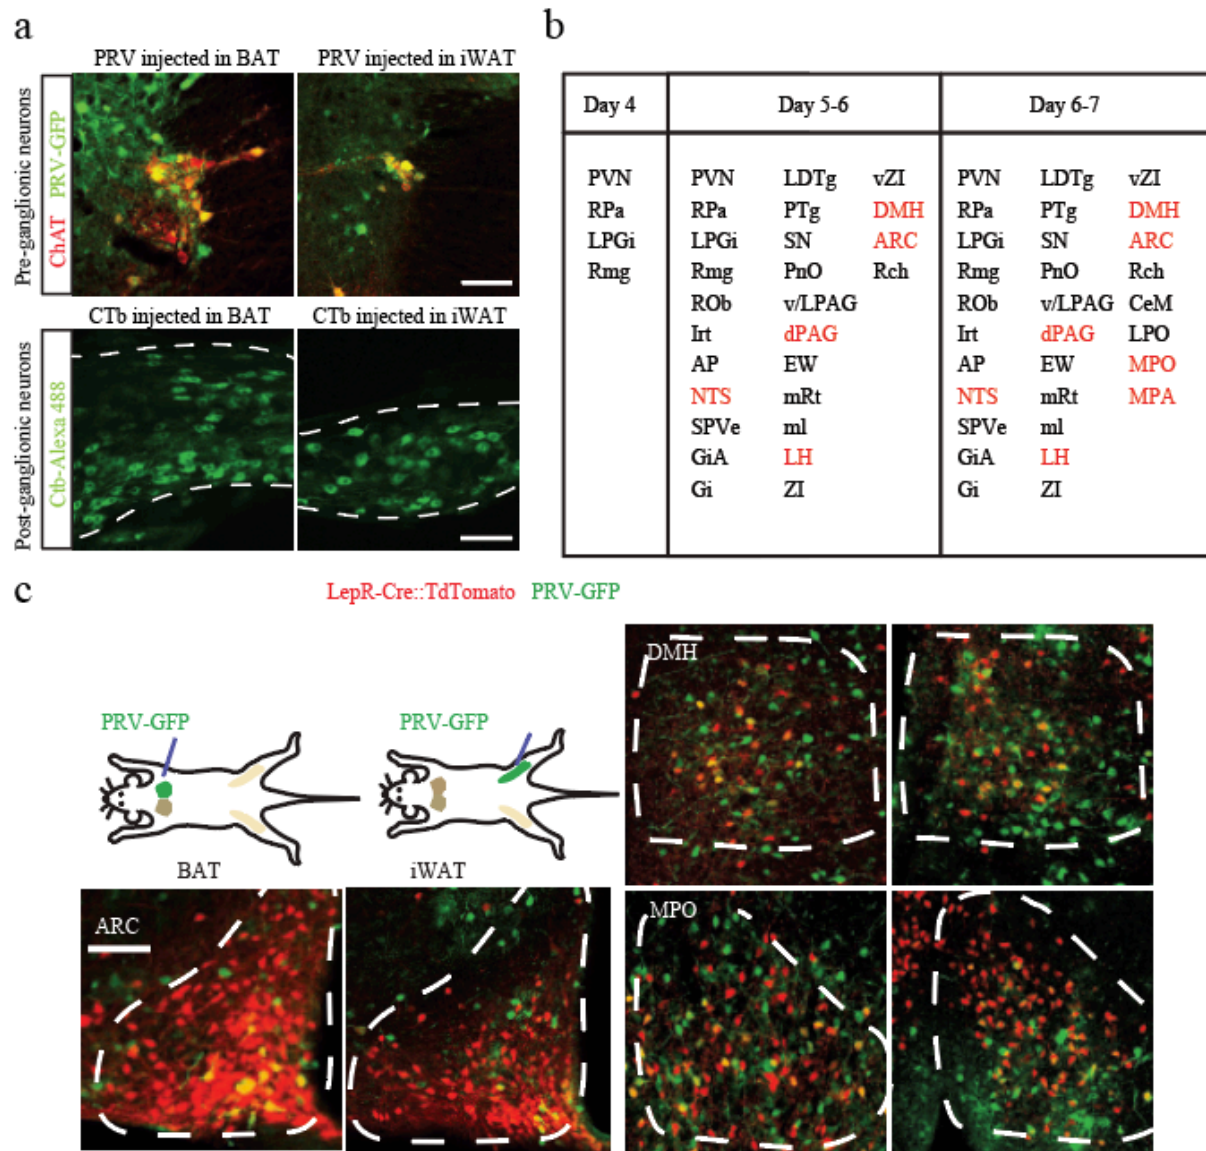 a
PRV injected in BAT
PRV injected in iWAT
Pre-ganglionic neurons
ChAT PRV-GFP
CTb injected in BAT
CTb injected in iWAT
Post-ganglionic neurons
Ctb-Alexa 488
b
Day 4
Day 5-6
Day 6-7
PVN PVN LDTg vZI PVN LDTg vZI
RPa RPa PTg DMH RPa PTg DMH
LPGi LPGi SN ARC LPGi SN ARC
Rmg Rmg PnO Rch Rmg PnO Rch
ROb v/LPAG ROb v/LPAG CeM
Irt dPAG Irt dPAG LPO
AP EW AP EW MPO
NTS mRt NTS mRt MPA
SPVe ml SPVe ml
GiA LH GiA LH
Gi ZI Gi ZI
c
LepR-Cre::TdTomato PRV-GFP
PRV-GFP
PRV-GFP
BAT
iWAT
DMH
ARC
MPO